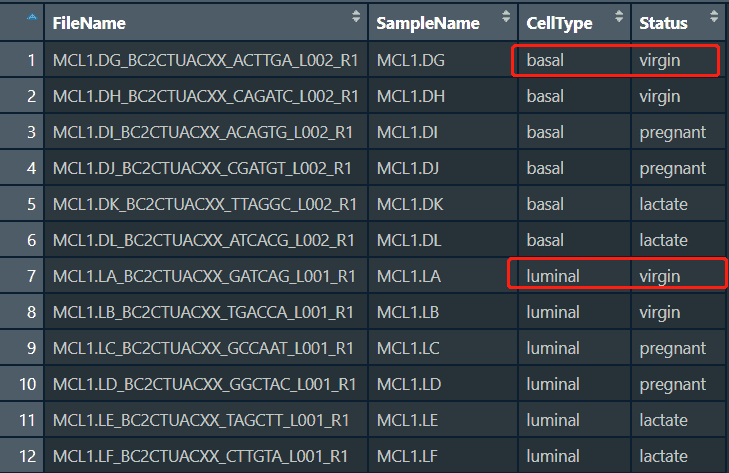 FileName SampleName CellType Status
1 MCL1.DG_BC2CTUACXX_ACTTGA_L002_R1 MCL1.DG basal virgin
2 MCL1.DH_BC2CTUACXX_CAGATC_L002_R1 MCL1.DH basal virgin
3 MCL1.DI_BC2CTUACXX_ACAGTG_L002_R1 MCL1.DI basal pregnant
4 MCL1.DJ_BC2CTUACXX_CGATGT_L002_R1 MCL1.DJ basal pregnant
5 MCL1.DK_BC2CTUACXX_TTAGGC_L002_R1 MCL1.DK basal lactate
6 MCL1.DL_BC2CTUACXX_ATCACG_L002_R1 MCL1.DL basal lactate
7 MCL1.LA_BC2CTUACXX_GATCAG_L001_R1 MCL1.LA luminal virgin
8 MCL1.LB_BC2CTUACXX_TGACCA_L001_R1 MCL1.LB luminal virgin
9 MCL1.LC_BC2CTUACXX_GCCAAT_L001_R1 MCL1.LC luminal pregnant
10 MCL1.LD_BC2CTUACXX_GGCTAC_L001_R1 MCL1.LD luminal pregnant
11 MCL1.LE_BC2CTUACXX_TAGCTT_L001_R1 MCL1.LE luminal lactate
12 MCL1.LF_BC2CTUACXX_CTTGTA_L001_R1 MCL1.LF luminal lactate